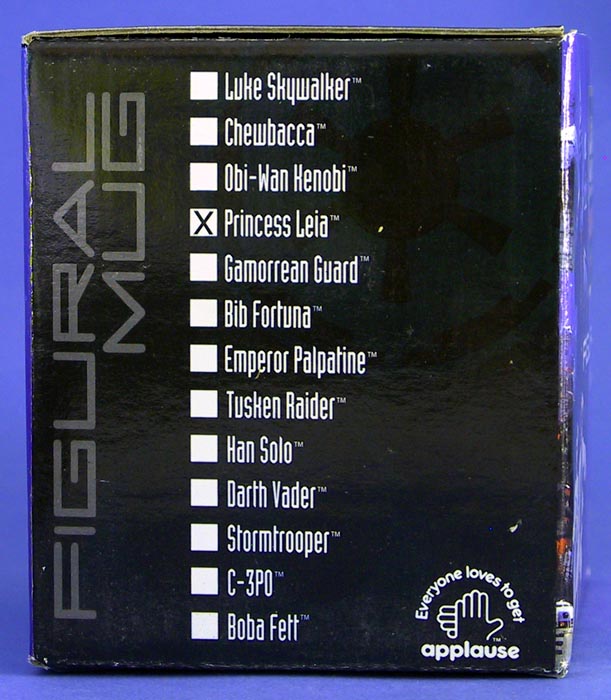 FIGURAL
MUG
Luke Skywalker™
Chewbacca™
Obi-Wan Kenobi™
X Princess Leia™
Gamorrean Guard™
Bib Fortuna™
Emperor Palpatine™
Tusken Raider™
Han Solo™
Darth Vader™
Stormtrooper™
C-3PO™
Boba Fett™
Everyone loves to get
applause™